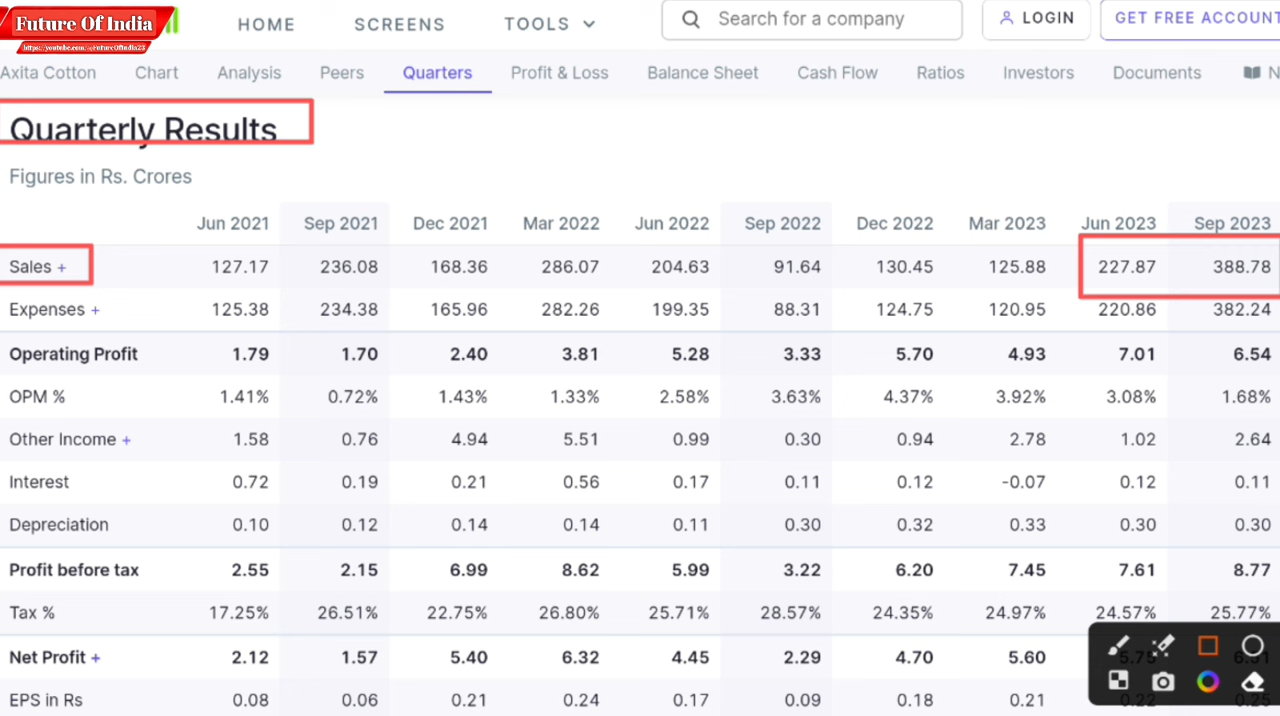 Future Of India
https://youtube.com/@FutureOfIndia23
HOME SCREENS TOOLS Search for a company LOGIN GET FREE ACCOUNT
Axita Cotton Chart Analysis Peers Quarters Profit & Loss Balance Sheet Cash Flow Ratios Investors Documents N
Quarterly Results
Figures in Rs. Crores
Jun 2021 Sep 2021 Dec 2021 Mar 2022 Jun 2022 Sep 2022 Dec 2022 Mar 2023 Jun 2023 Sep 2023
Sales + 127.17 236.08 168.36 286.07 204.63 91.64 130.45 125.88 227.87 388.78
Expenses + 125.38 234.38 165.96 282.26 199.35 88.31 124.75 120.95 220.86 382.24
Operating Profit 1.79 1.70 2.40 3.81 5.28 3.33 5.70 4.93 7.01 6.54
OPM % 1.41% 0.72% 1.43% 1.33% 2.58% 3.63% 4.37% 3.92% 3.08% 1.68%
Other Income + 1.58 0.76 4.94 5.51 0.99 0.30 0.94 2.78 1.02 2.64
Interest 0.72 0.19 0.21 0.56 0.17 0.11 0.12 -0.07 0.12 0.11
Depreciation 0.10 0.12 0.14 0.14 0.11 0.30 0.32 0.33 0.30 0.30
Profit before tax 2.55 2.15 6.99 8.62 5.99 3.22 6.20 7.45 7.61 8.77
Tax % 17.25% 26.51% 22.75% 26.80% 25.71% 28.57% 24.35% 24.97% 24.57% 25.77%
Net Profit + 2.12 1.57 5.40 6.32 4.45 2.29 4.70 5.60
EPS in Rs 0.08 0.06 0.21 0.24 0.17 0.09 0.18 0.21 0.22